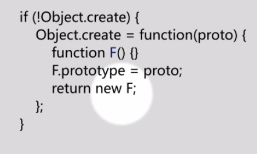 if (!Object.create) {
Object.create = function(proto) {
function F() {}
F.prototype = proto;
return new F;
};
}